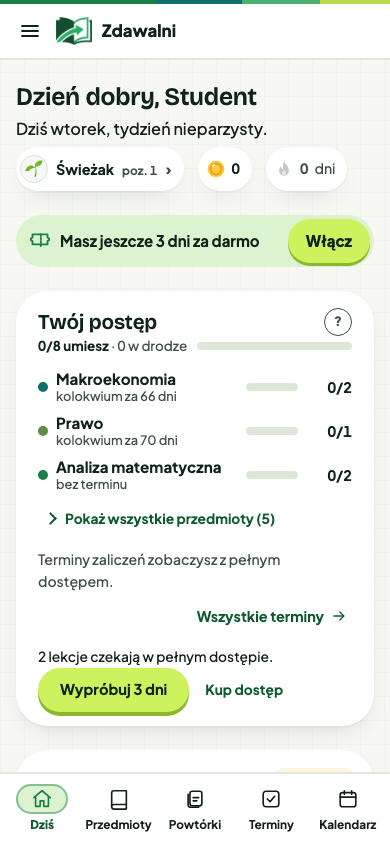 Zdawalni
Dzień dobry, Student
Dziś wtorek, tydzień nieparzysty.
Świeżak poz. 1 › 0 0 dni
Masz jeszcze 3 dni za darmo Włącz
Twój postęp ?
0/8 umiesz · 0 w drodze
Makroekonomia 0/2
kolokwium za 66 dni
Prawo 0/1
kolokwium za 70 dni
Analiza matematyczna 0/2
bez terminu
Pokaż wszystkie przedmioty (5)
Terminy zaliczeń zobaczysz z pełnym
dostępem.
Wszystkie terminy →
2 lekcje czekają w pełnym dostępie.
Wypróbuj 3 dni Kup dostęp
Dziś Przedmioty Powtórki Terminy Kalendarz